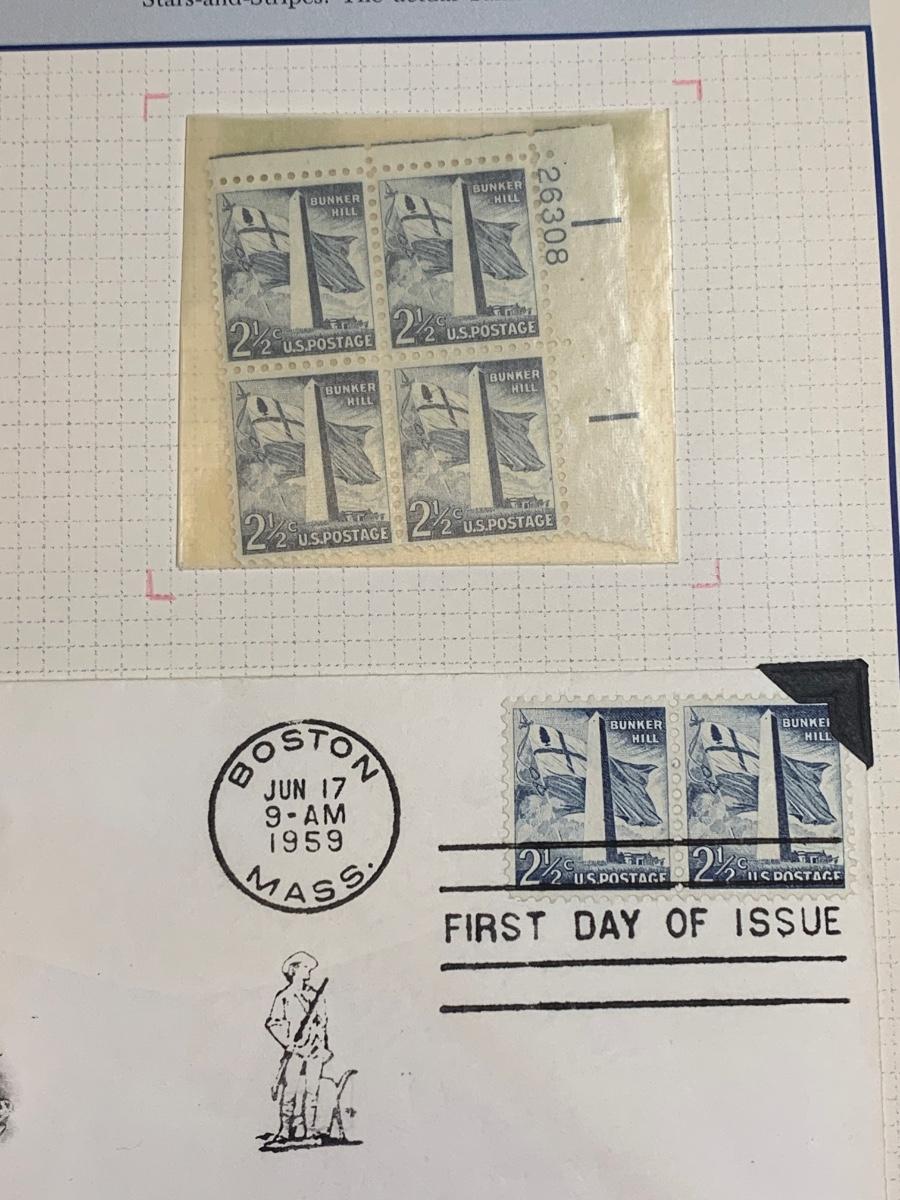 Stars-and-Stripes. The actual
BUNKER
HILL
2½c U.S.POSTAGE
BUNKER
HILL
2½c U.S.POSTAGE
26308
BUNKER
HILL
2½c U.S.POSTAGE
BUNKER
HILL
2½c U.S.POSTAGE
BOSTON
JUN 17
9-AM
1959
MASS.
BUNKER
HILL
2½c U.S.POSTAGE
BUNKE
HILL
2½c U.S.POSTAGE
FIRST DAY OF ISSUE